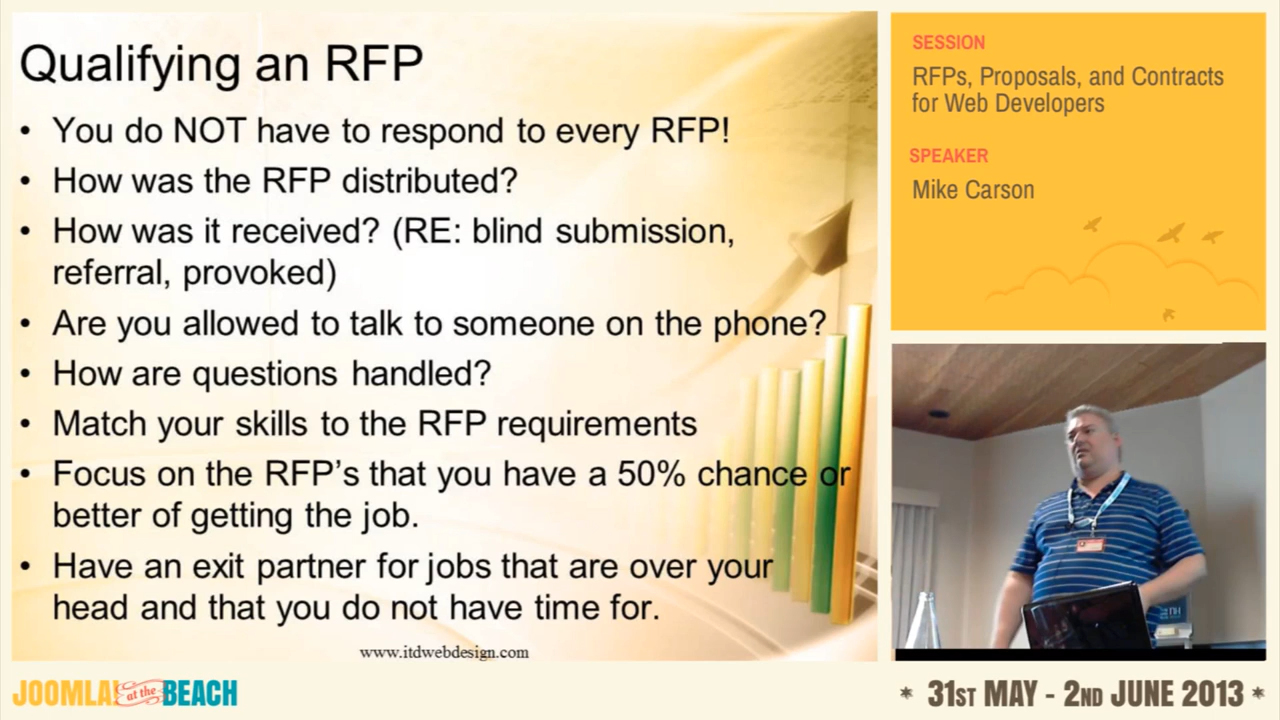 Qualifying an RFP
• You do NOT have to respond to every RFP!
• How was the RFP distributed?
• How was it received? (RE: blind submission,
referral, provoked)
• Are you allowed to talk to someone on the phone?
• How are questions handled?
• Match your skills to the RFP requirements
• Focus on the RFP's that you have a 50% chance or
better of getting the job.
• Have an exit partner for jobs that are over your
head and that you do not have time for.
www.itdwebdesign.com
SESSION
RFPs, Proposals, and Contracts
for Web Developers
SPEAKER
Mike Carson
JOOMLA! at the BEACH
* 31ST MAY - 2ND JUNE 2013 *